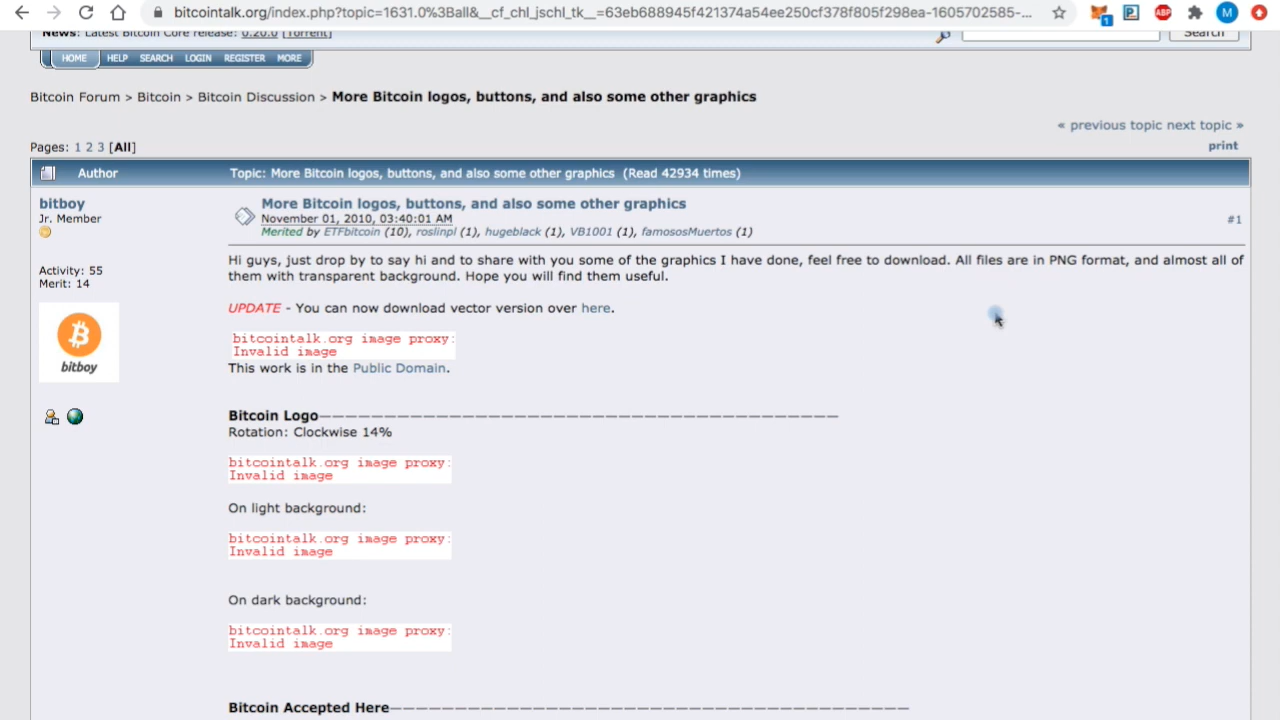 bitcointalk.org/index.php?topic=1631.0%3Ball&__cf_chl_jschl_tk__=63eb688945f421374a54ee250cf378f805f298ea-1605702585-...
1
ABP
M
News: Latest Bitcoin Core release: 0.20.0 [Torrent]
Search
HOME HELP SEARCH LOGIN REGISTER MORE
Bitcoin Forum > Bitcoin > Bitcoin Discussion > More Bitcoin logos, buttons, and also some other graphics
« previous topic next topic »
Pages: 1 2 3 [All]
print
Author Topic: More Bitcoin logos, buttons, and also some other graphics (Read 42934 times)
bitboy
Jr. Member
Activity: 55
Merit: 14
bitboy
More Bitcoin logos, buttons, and also some other graphics
November 01, 2010, 03:40:01 AM
#1
Merited by ETFbitcoin (10), roslinpl (1), hugeblack (1), VB1001 (1), famososMuertos (1)
Hi guys, just drop by to say hi and to share with you some of the graphics I have done, feel free to download. All files are in PNG format, and almost all of
them with transparent background. Hope you will find them useful.
UPDATE - You can now download vector version over here.
bitcointalk.org image proxy:
Invalid image
This work is in the Public Domain.
Bitcoin Logo————————————————————————————————————————
Rotation: Clockwise 14%
bitcointalk.org image proxy:
Invalid image
On light background:
bitcointalk.org image proxy:
Invalid image
On dark background:
bitcointalk.org image proxy:
Invalid image
Bitcoin Accepted Here————————————————————————————————————————